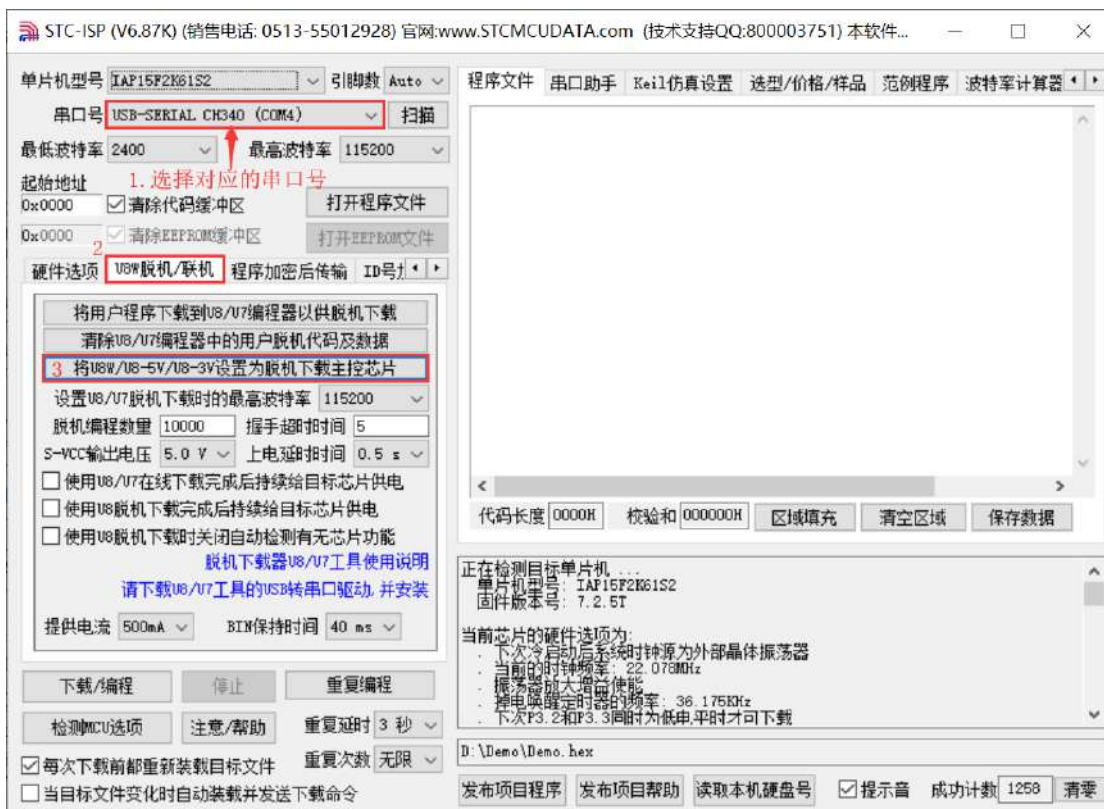 STC-ISP (V6.87K) (销售电话: 0513-55012928) 官网:www.STCMCUDATA.com (技术支持QQ:800003751) 本软件...
单片机型号 IAP15F2K61S2 引脚数 Auto
串口号 USB-SERIAL CH340 (COM4) 扫描
最低波特率 2400 最高波特率 115200
1.选择对应的串口号
起始地址
0x0000 清除代码缓冲区 打开程序文件
0x0000 清除EEPROM缓冲区 打开EEPROM文件
2
硬件选项 U8W脱机/联机 程序加密后传输 ID号
将用户程序下载到U8/U7编程器以供脱机下载
清除U8/U7编程器中的用户脱机代码及数据
3 将U8W/U8-5V/U8-3V设置为脱机下载主控芯片
设置U8/U7脱机下载时的最高波特率 115200
脱机编程数量 10000 握手超时时间 5
S-VCC输出电压 5.0 V 上电延时时间 0.5 s
使用U8/U7在线下载完成后持续给目标芯片供电
使用U8脱机下载完成后持续给目标芯片供电
使用U8脱机下载时关闭自动检测有无芯片功能
脱机下载器U8/U7工具使用说明
请下载U8/U7工具的USB转串口驱动,并安装
提供电流 500mA BIN保持时间 40 ms
下载/编程 停止 重复编程
检测MCU选项 注意/帮助 重复延时 3 秒
重复次数 无限
每次下载前都重新装载目标文件
当目标文件变化时自动装载并发送下载命令
程序文件 串口助手 Keil仿真设置 选型/价格/样品 范例程序 波特率计算器
代码长度 0000H 校验和 000000H 区域填充 清空区域 保存数据
正在检测目标单片机 ...
单片机型号: IAP15F2K61S2
固件版本号: 7.2.5T
当前芯片的硬件选项为:
. 下次冷启动后系统时钟源为外部晶体振荡器
. 当前的时钟频率: 22.078MHz
. 振荡器放大增益使能
. 掉电唤醒定时器的频率: 36.175KHz
. 下次P3.2和P3.3同时为低电平时才可下载
D:\Demo\Demo.hex
发布项目程序 发布项目帮助 读取本机硬盘号 提示音 成功计数 1258 清零